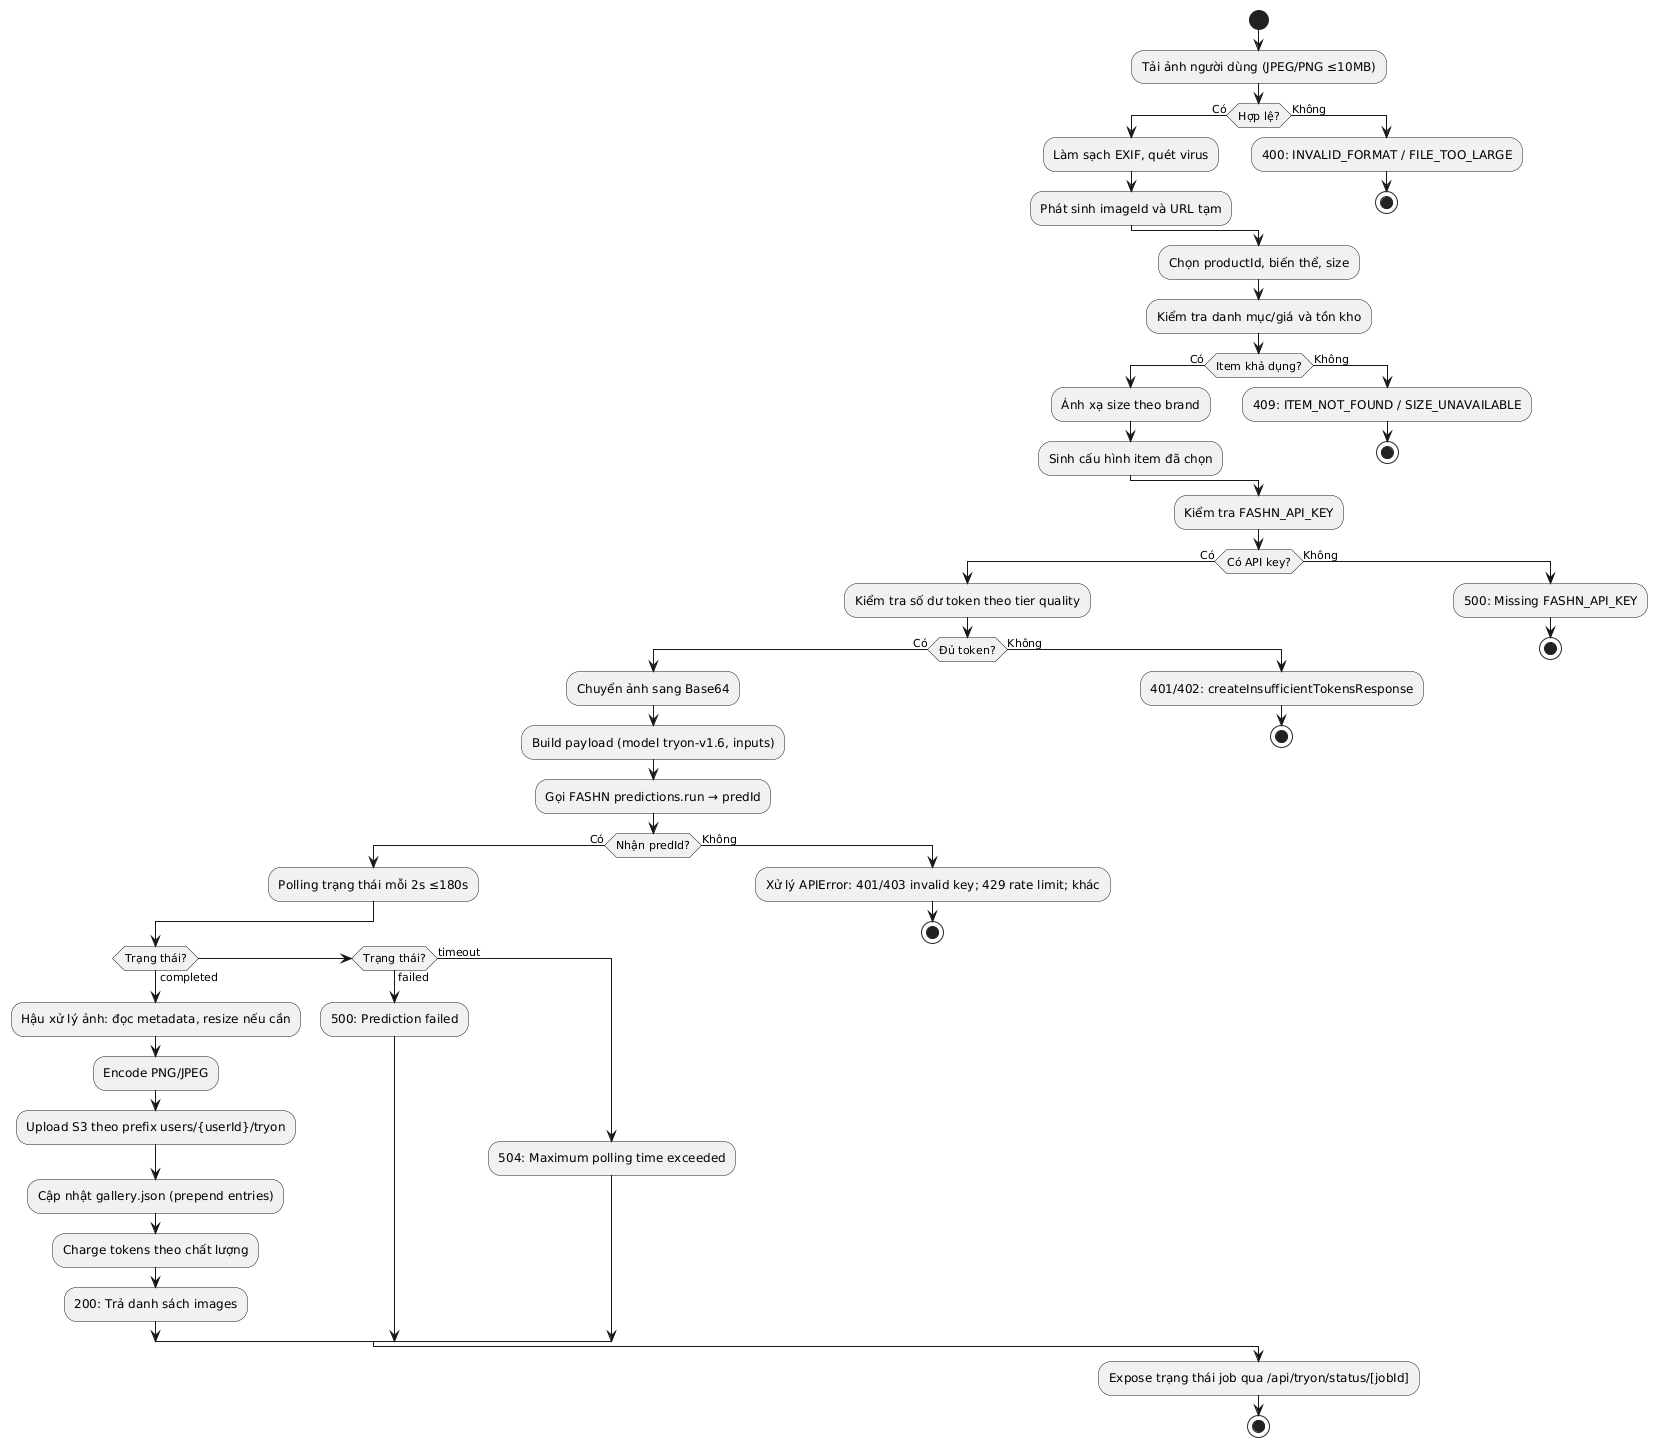 Tải ảnh người dùng (JPEG/PNG ≤10MB)
Có
Hợp lệ?
Không
Làm sạch EXIF, quét virus
400: INVALID_FORMAT / FILE_TOO_LARGE
Phát sinh imageId và URL tạm
Chọn productId, biến thể, size
Kiểm tra danh mục/giá và tồn kho
Có
Item khả dụng?
Không
Ánh xạ size theo brand
409: ITEM_NOT_FOUND / SIZE_UNAVAILABLE
Sinh cấu hình item đã chọn
Kiểm tra FASHN_API_KEY
Có
Có API key?
Không
Kiểm tra số dư token theo tier quality
500: Missing FASHN_API_KEY
Có
Đủ token?
Không
Chuyển ảnh sang Base64
401/402: createInsufficientTokensResponse
Build payload (model tryon-v1.6, inputs)
Gọi FASHN predictions.run → predId
Có
Nhận predId?
Không
Polling trạng thái mỗi 2s ≤180s
Xử lý APIError: 401/403 invalid key; 429 rate limit; khác
Trạng thái?
completed
Trạng thái?
failed
timeout
Hậu xử lý ảnh: đọc metadata, resize nếu cần
500: Prediction failed
Encode PNG/JPEG
Upload S3 theo prefix users/{userId}/tryon
504: Maximum polling time exceeded
Cập nhật gallery.json (prepend entries)
Charge tokens theo chất lượng
200: Trả danh sách images
Expose trạng thái job qua /api/tryon/status/[jobId]